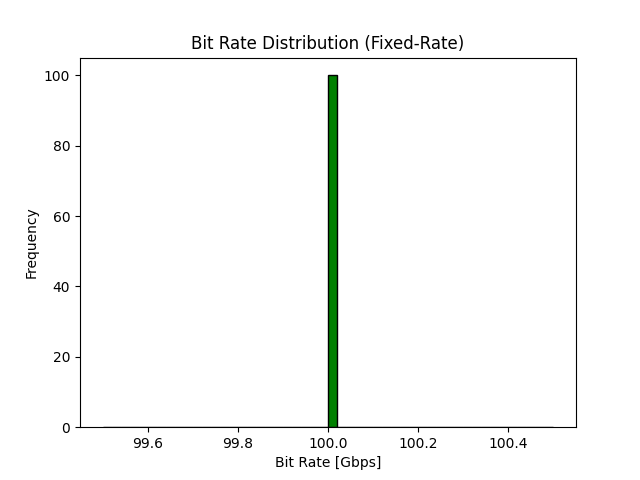 Bit Rate Distribution (Fixed-Rate)
100
80
60
40
20
0
Frequency
99.6 99.8 100.0 100.2 100.4
Bit Rate [Gbps]